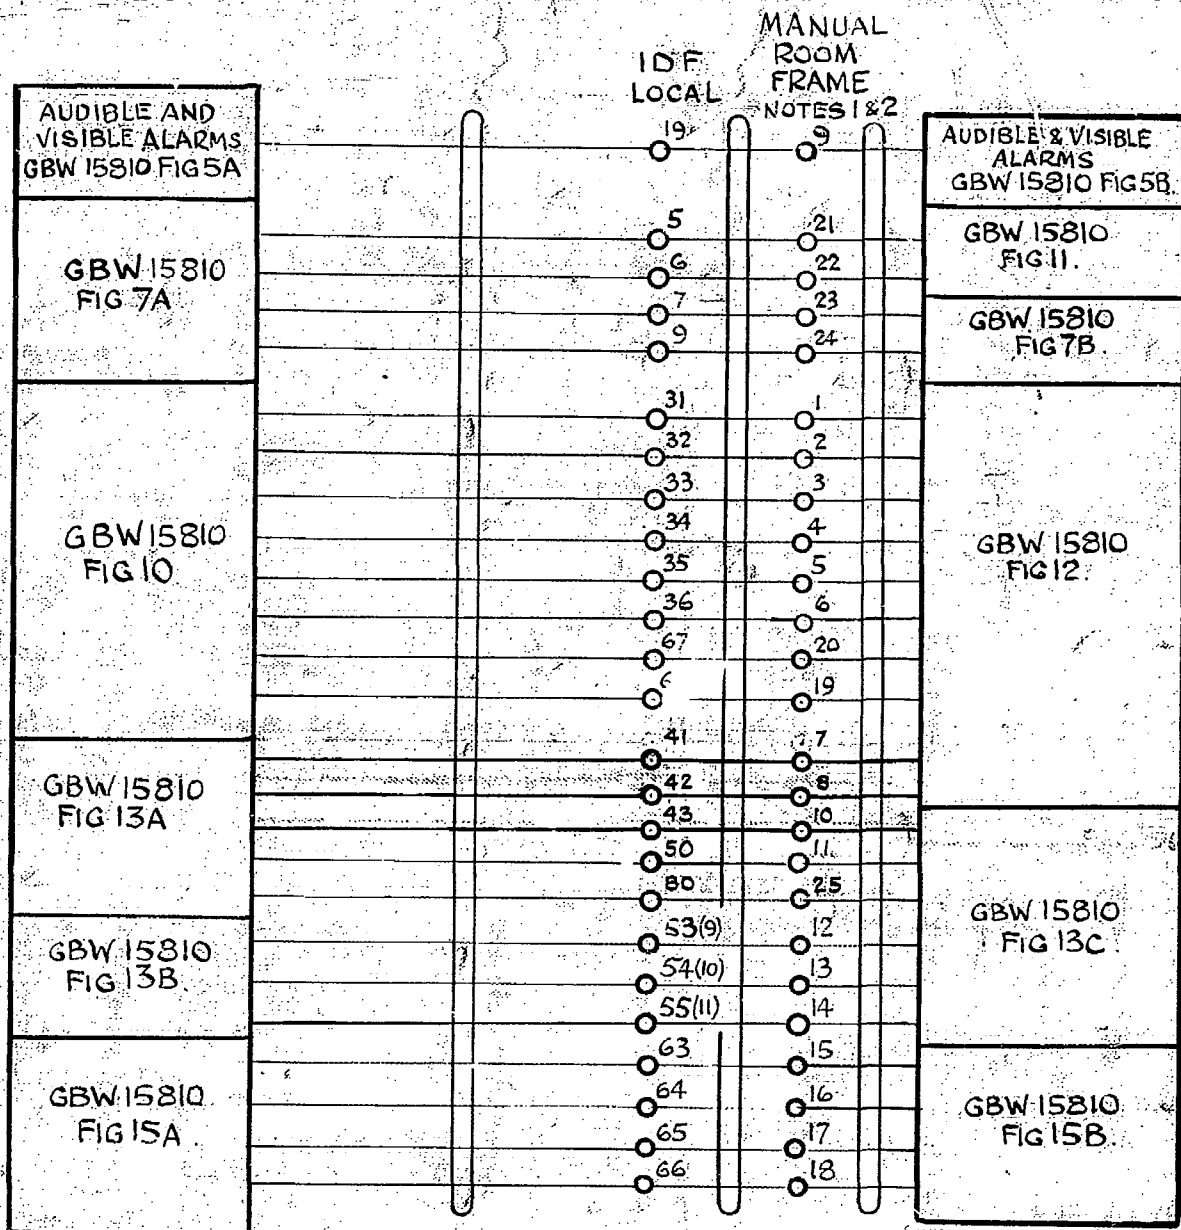 IDF
LOCAL
MANUAL
ROOM
FRAME
NOTES 1 & 2
AUDIBLE AND
VISIBLE ALARMS
GBW 15810 FIG 5A
19
9
AUDIBLE & VISIBLE
ALARMS
GBW 15810 FIG 5B.
GBW 15810
FIG 7A
5
21
6
22
7
23
9
24
GBW 15810
FIG 11.
GBW 15810
FIG 7B.
GBW 15810
FIG 10
31
1
32
2
33
3
34
4
35
5
36
6
67
20
6
19
GBW 15810
FIG 12.
GBW 15810
FIG 13A
41
7
42
8
43
10
50
11
80
25
GBW 15810
FIG 13B.
53(9)
12
54(10)
13
55(11)
14
GBW 15810
FIG 13C.
GBW 15810
FIG 15A.
63
15
64
16
65
17
66
18
GBW 15810
FIG 15B.